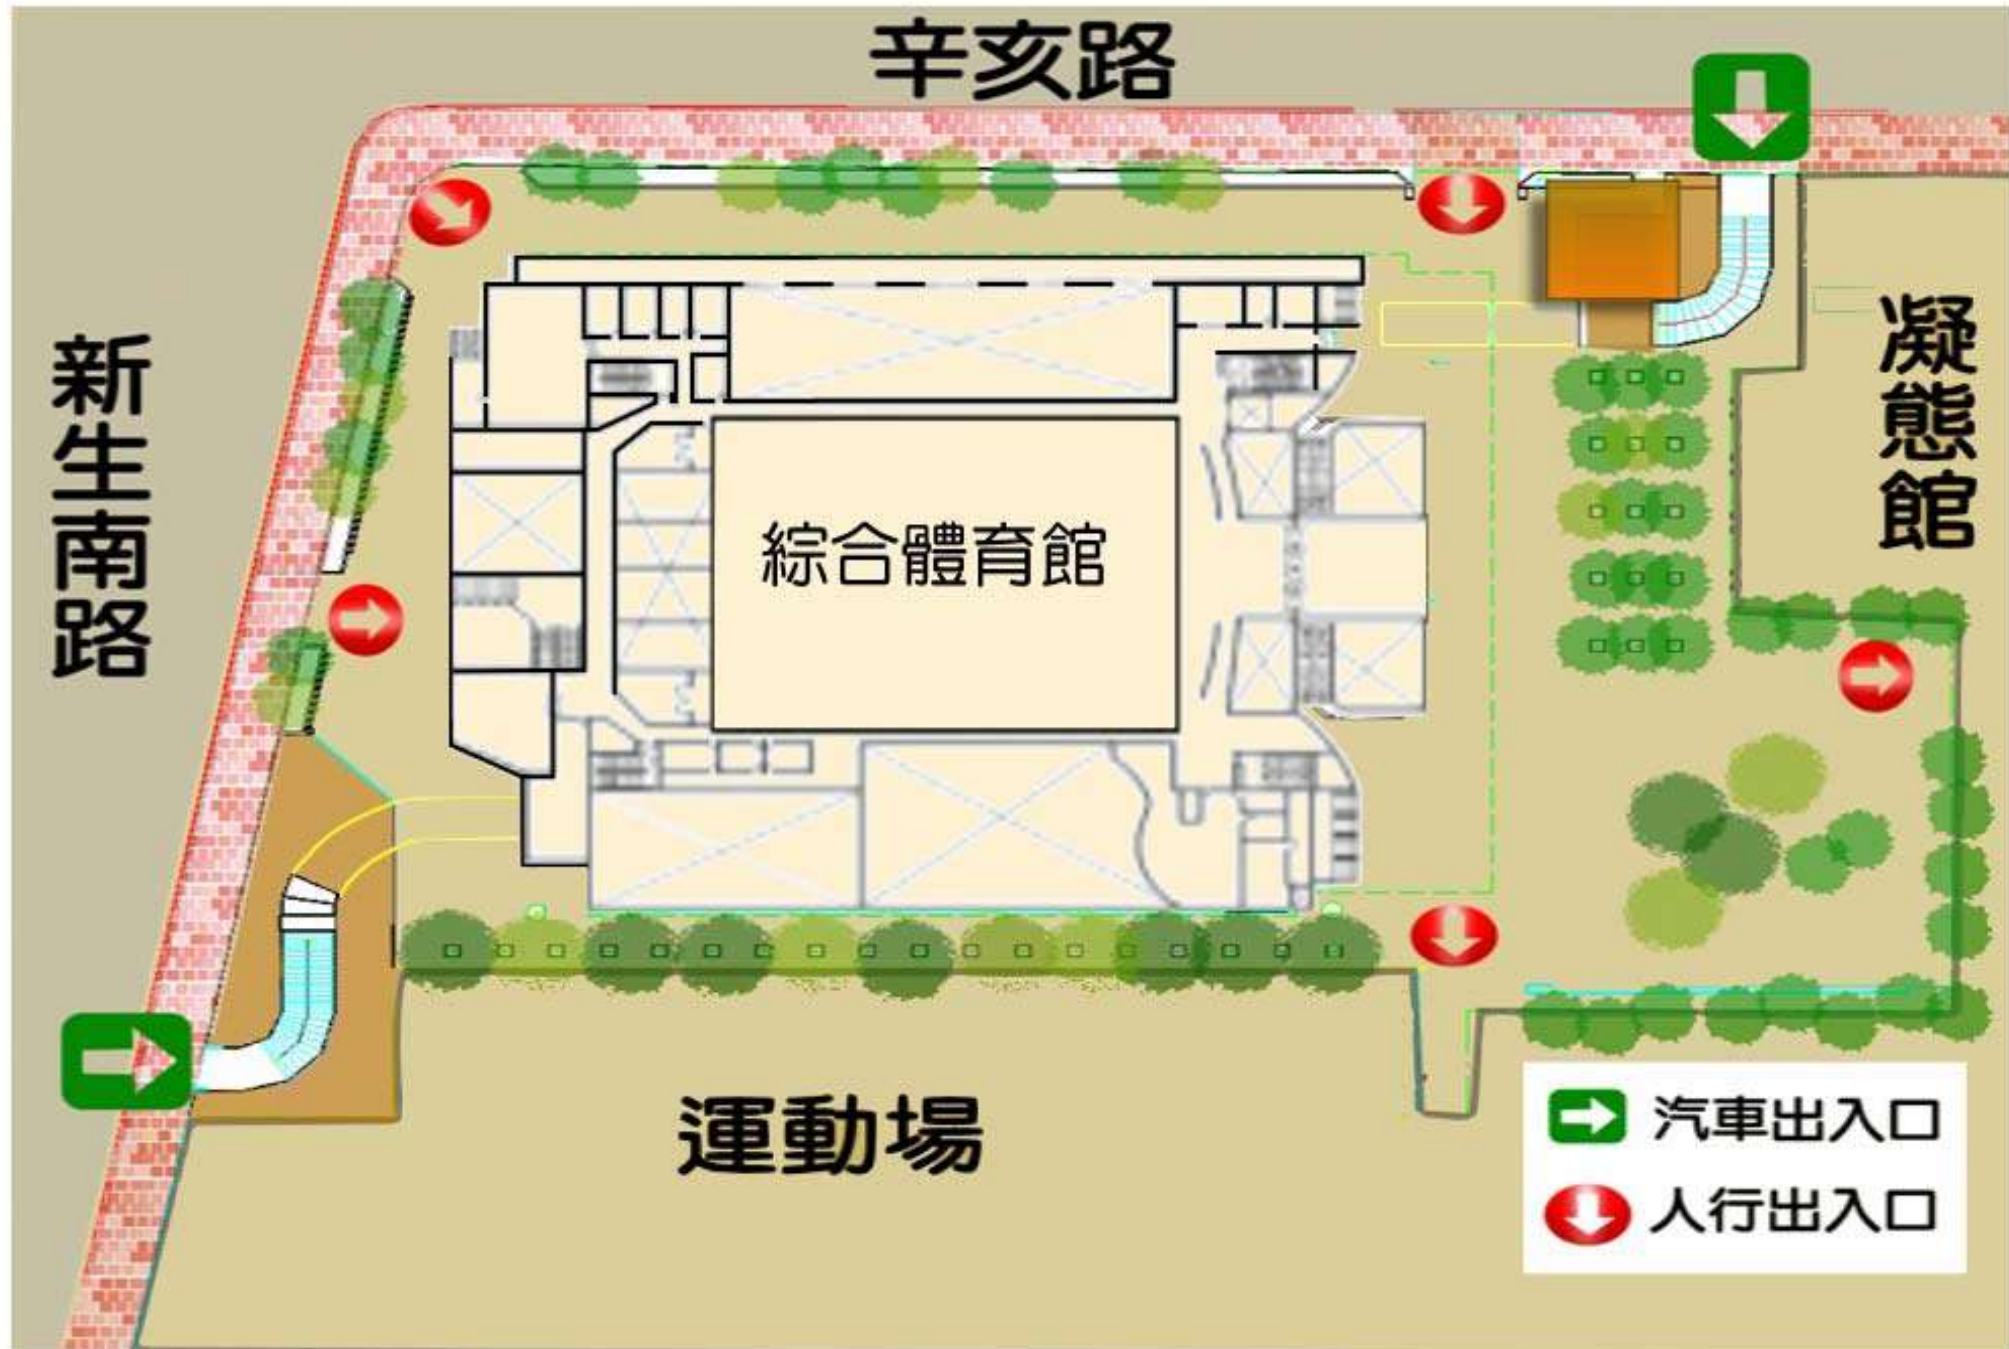 辛亥路
新生南路
凝態館
綜合體育館
運動場
汽車出入口
人行出入口